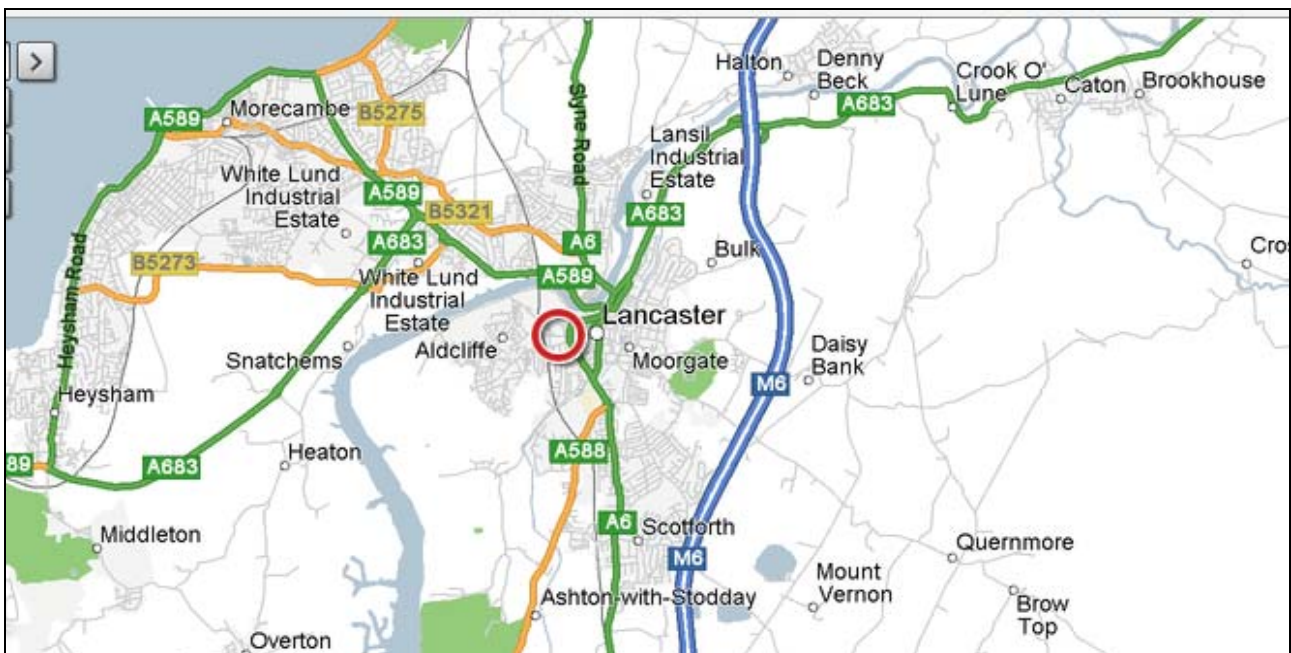 >
Halton
Denny
Beck
Crook O'
Lune
Caton
Brookhouse
A683
A589
Morecambe
B5275
Slyne Road
Lansil
Industrial
Estate
White Lund
Industrial
Estate
A589
B5321
A683
A683
A6
Bulk
B5273
White Lund
Industrial
Estate
A589
Heysham Road
Lancaster
Snatchems
Aldcliffe
Moorgate
Daisy
Bank
M6
Heysham
A588
89
A683
Heaton
A6
Scotforth
M6
Middleton
Quernmore
Mount
Vernon
Ashton-with-Stodday
Brow
Top
Overton